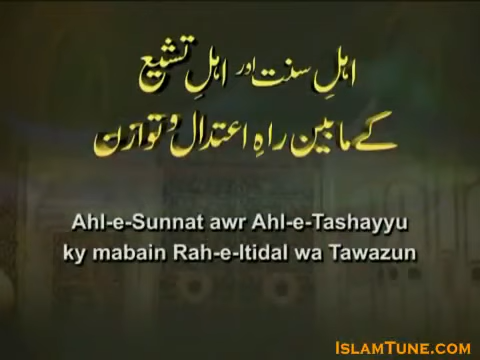 اہلِ سنت اور اہلِ تشیع
کے مابین راہِ اعتدال و توازن
Ahl-e-Sunnat awr Ahl-e-Tashayyu
ky mabain Rah-e-Itidal wa Tawazun
IslamTune.com